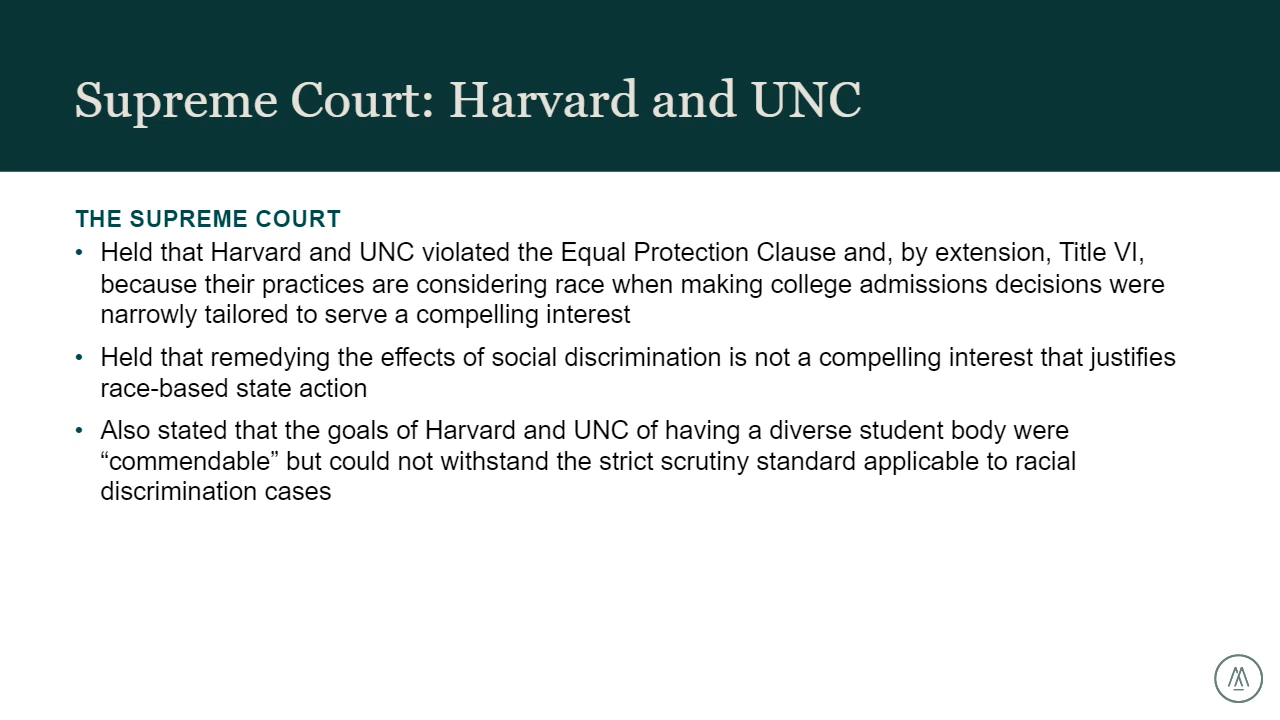 Supreme Court: Harvard and UNC
THE SUPREME COURT
• Held that Harvard and UNC violated the Equal Protection Clause and, by extension, Title VI,
because their practices are considering race when making college admissions decisions were
narrowly tailored to serve a compelling interest
• Held that remedying the effects of social discrimination is not a compelling interest that justifies
race-based state action
• Also stated that the goals of Harvard and UNC of having a diverse student body were
“commendable” but could not withstand the strict scrutiny standard applicable to racial
discrimination cases